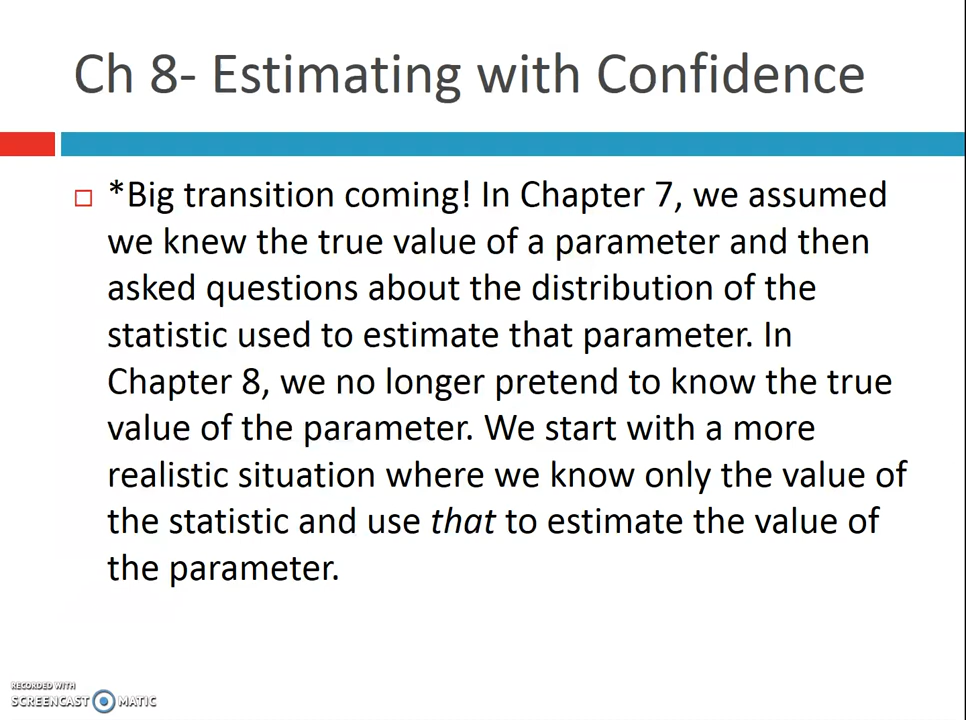 Ch 8- Estimating with Confidence
*Big transition coming! In Chapter 7, we assumed
we knew the true value of a parameter and then
asked questions about the distribution of the
statistic used to estimate that parameter. In
Chapter 8, we no longer pretend to know the true
value of the parameter. We start with a more
realistic situation where we know only the value of
the statistic and use that to estimate the value of
the parameter.
RECORDED WITH
SCREENCAST MATIC